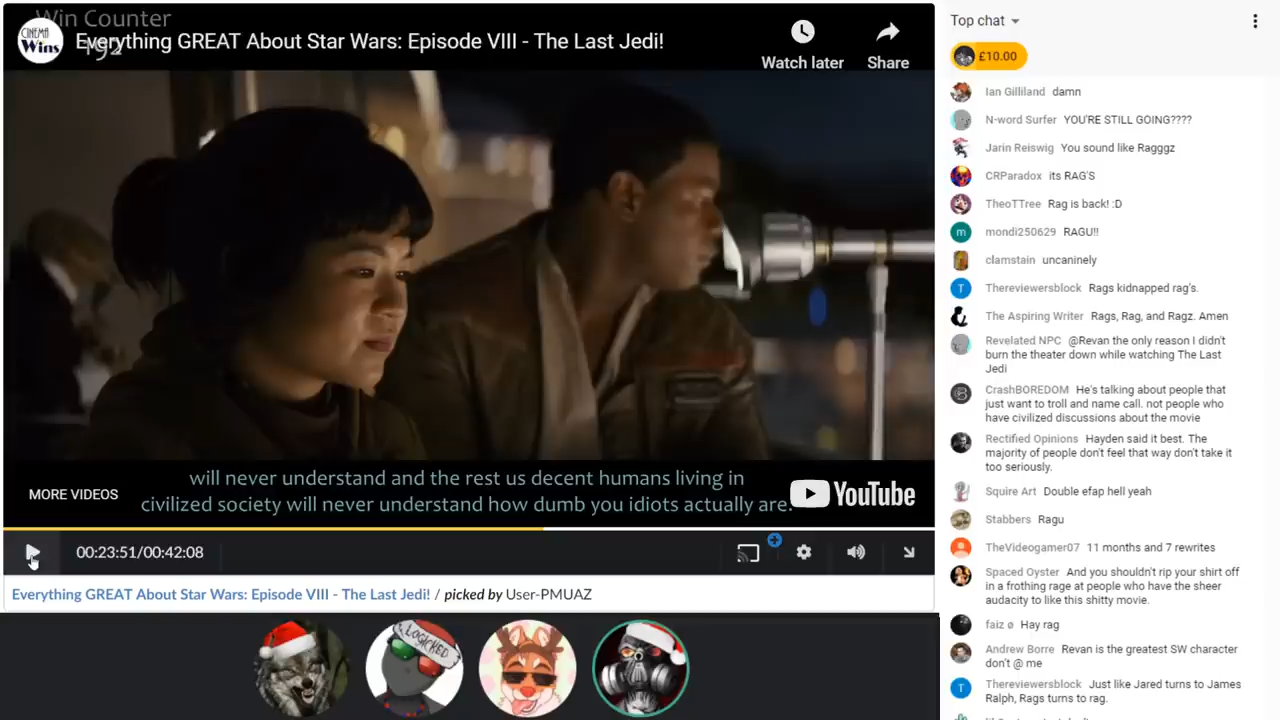 Win Counter
192
CINEMA
Wins
Everything GREAT About Star Wars: Episode VIII - The Last Jedi!
Watch later
Share
will never understand and the rest us decent humans living in
civilized society will never understand how dumb you idiots actually are.
MORE VIDEOS
YouTube
00:23:51/00:42:08
Everything GREAT About Star Wars: Episode VIII - The Last Jedi! / picked by User-PMUAZ
LOGICKED
Top chat
£10.00
Ian Gilliland damn
N-word Surfer YOU'RE STILL GOING????
Jarin Reiswig You sound like Ragggz
CRParadox its RAG'S
TheoTTree Rag is back! :D
m
mondi250629 RAGU!!
clamstain uncaninely
T
Thereviewersblock Rags kidnapped rag's.
The Aspiring Writer Rags, Rag, and Ragz. Amen
Revelated NPC @Revan the only reason I didn't
burn the theater down while watching The Last
Jedi
CrashBOREDOM He's talking about people that
just want to troll and name call. not people who
have civilized discussions about the movie
Rectified Opinions Hayden said it best. The
majority of people don't feel that way don't take it
too seriously.
Squire Art Double efap hell yeah
Stabbers Ragu
TheVideogamer07 11 months and 7 rewrites
Spaced Oyster And you shouldn't rip your shirt off
in a frothing rage at people who have the sheer
audacity to like this shitty movie.
faiz ø Hay rag
Andrew Borre Revan is the greatest SW character
don't @ me
T
Thereviewersblock Just like Jared turns to James
Ralph, Rags turns to rag.